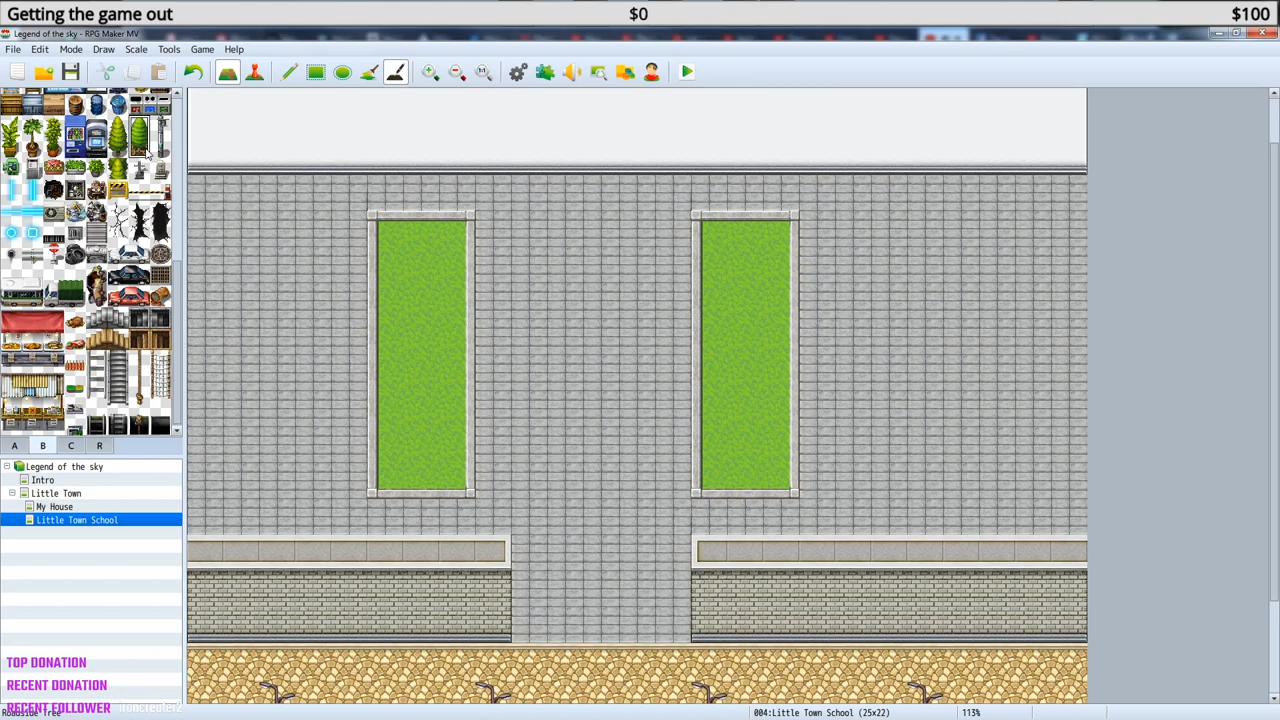 Getting the game out $0 $100
Legend of the sky - RPG Maker MV
File Edit Mode Draw Scale Tools Game Help
A B C R
Legend of the sky
Intro
Little Town
My House
Little Town School
TOP DONATION
RECENT DONATION
RECENT FOLLOWER
004:Little Town School (25x22) 113%